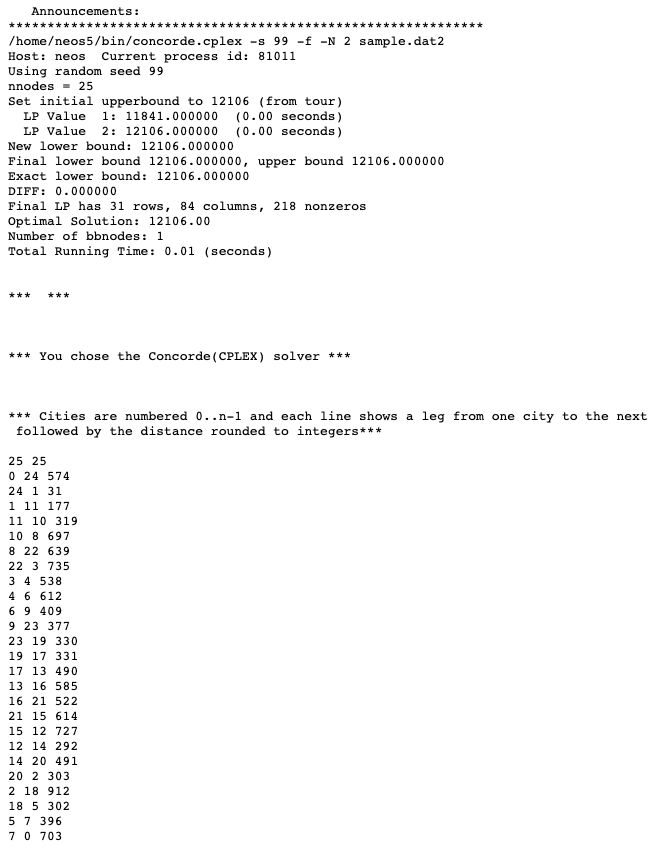 Announcements:
*************************************************************
/home/neos5/bin/concorde.cplex -s 99 -f -N 2 sample.dat2
Host: neos  Current process id: 81011
Using random seed 99
nnodes = 25
Set initial upperbound to 12106 (from tour)
  LP Value  1: 11841.000000  (0.00 seconds)
  LP Value  2: 12106.000000  (0.00 seconds)
New lower bound: 12106.000000
Final lower bound 12106.000000, upper bound 12106.000000
Exact lower bound: 12106.000000
DIFF: 0.000000
Final LP has 31 rows, 84 columns, 218 nonzeros
Optimal Solution: 12106.00
Number of bbnodes: 1
Total Running Time: 0.01 (seconds)
***  ***
*** You chose the Concorde(CPLEX) solver ***
*** Cities are numbered 0..n-1 and each line shows a leg from one city to the next
 followed by the distance rounded to integers***
25 25
0 24 574
24 1 31
1 11 177
11 10 319
10 8 697
8 22 639
22 3 735
3 4 538
4 6 612
6 9 409
9 23 377
23 19 330
19 17 331
17 13 490
13 16 585
16 21 522
21 15 614
15 12 727
12 14 292
14 20 491
20 2 303
2 18 912
18 5 302
5 7 396
7 0 703